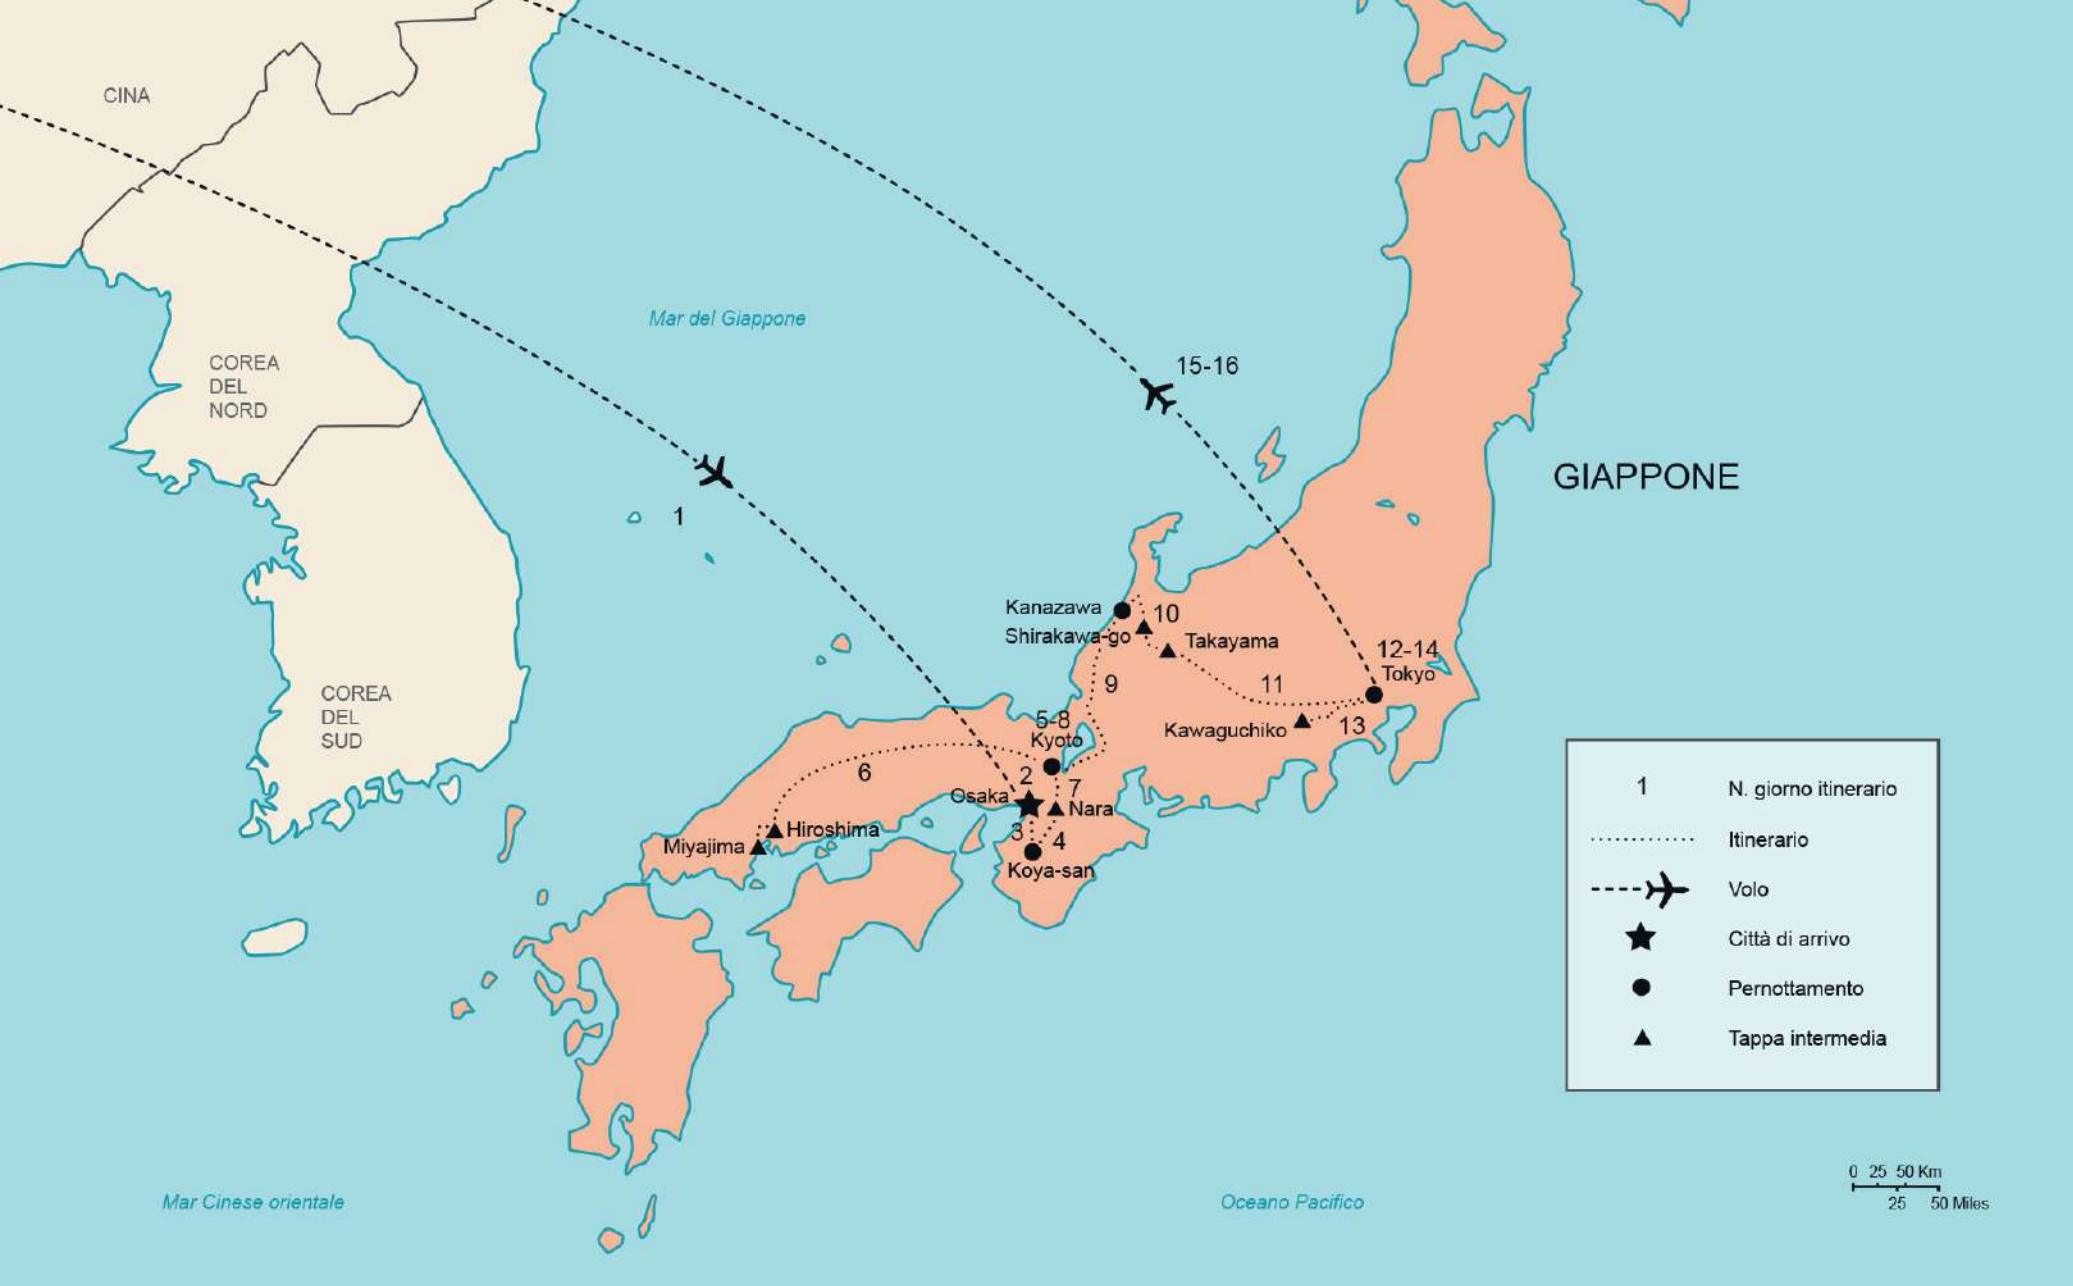 CINA
Mar del Giappone
COREA
DEL
NORD
15-16
GIAPPONE
1
Kanazawa
10
Shirakawa-go
Takayama
12-14
Tokyo
9
11
COREA
DEL
SUD
5-8
Kyoto
Kawaguchiko
13
6
2
7
Osaka
Nara
Hiroshima
3
4
Miyajima
Koya-san
1 N. giorno itinerario
Itinerario
Volo
Città di arrivo
Pernottamento
Tappa intermedia
0 25 50 Km
25 50 Miles
Mar Cinese orientale
Oceano Pacifico